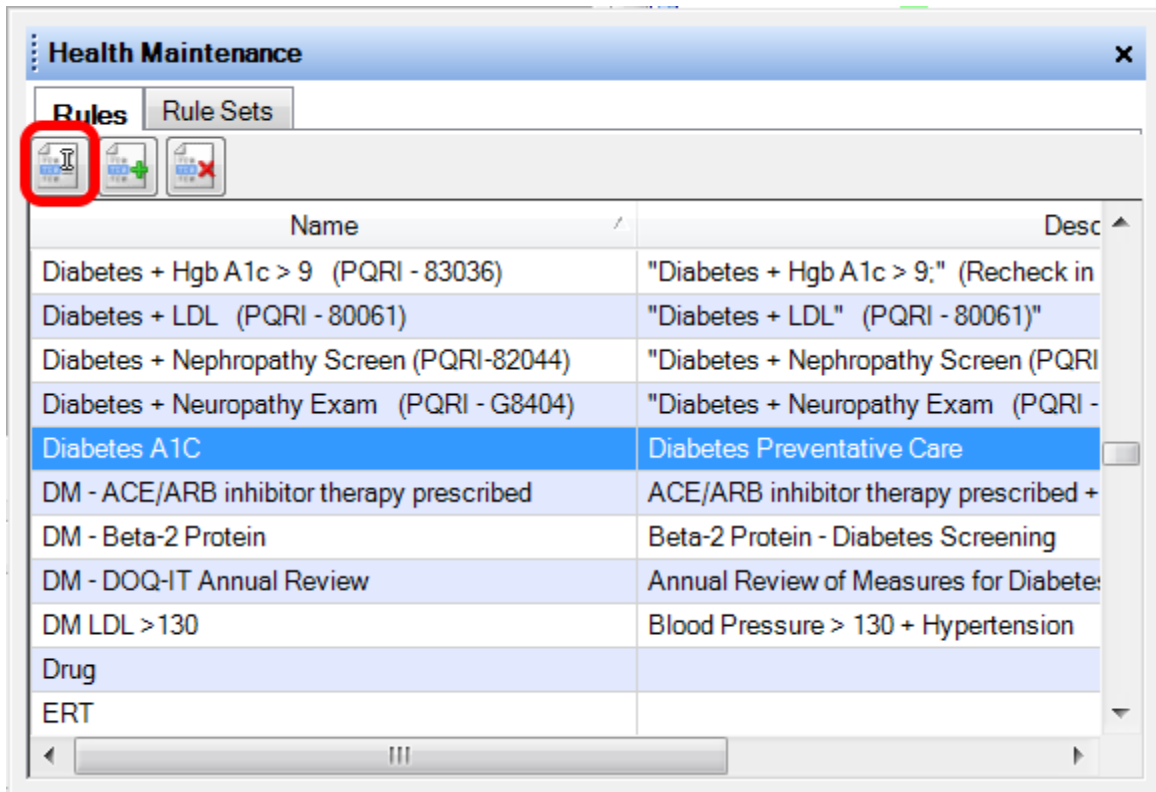 Health Maintenance
Rules Rule Sets
Name Desc
Diabetes + Hgb A1c > 9 (PQRI - 83036) "Diabetes + Hgb A1c > 9;" (Recheck in
Diabetes + LDL (PQRI - 80061) "Diabetes + LDL" (PQRI - 80061)"
Diabetes + Nephropathy Screen (PQRI-82044) "Diabetes + Nephropathy Screen (PQRI
Diabetes + Neuropathy Exam (PQRI - G8404) "Diabetes + Neuropathy Exam (PQRI -
Diabetes A1C Diabetes Preventative Care
DM - ACE/ARB inhibitor therapy prescribed ACE/ARB inhibitor therapy prescribed +
DM - Beta-2 Protein Beta-2 Protein - Diabetes Screening
DM - DOQ-IT Annual Review Annual Review of Measures for Diabetes
DM LDL >130 Blood Pressure > 130 + Hypertension
Drug
ERT